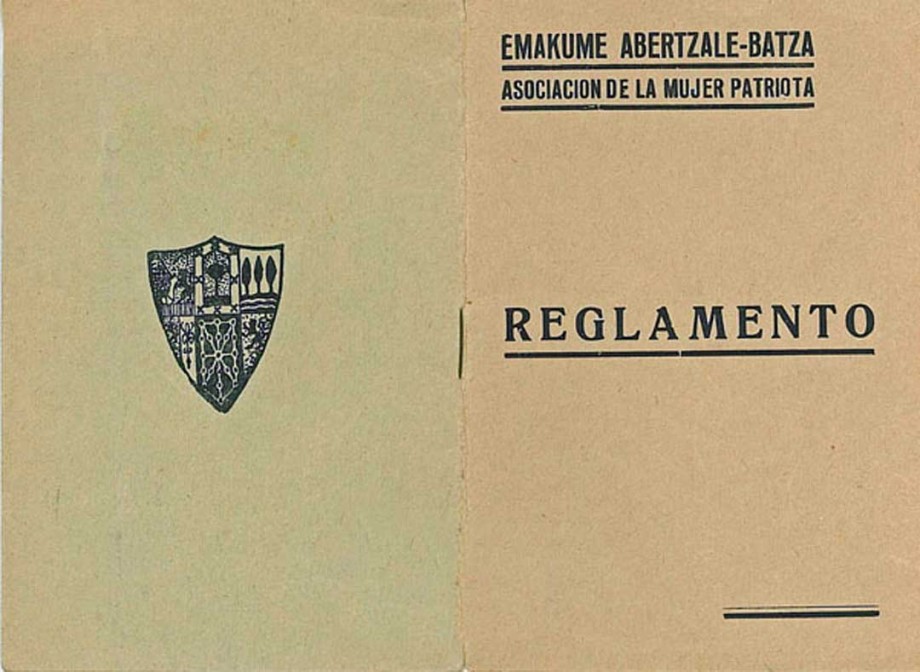 EMAKUME ABERTZALE-BATZA
ASOCIACION DE LA MUJER PATRIOTA
REGLAMENTO